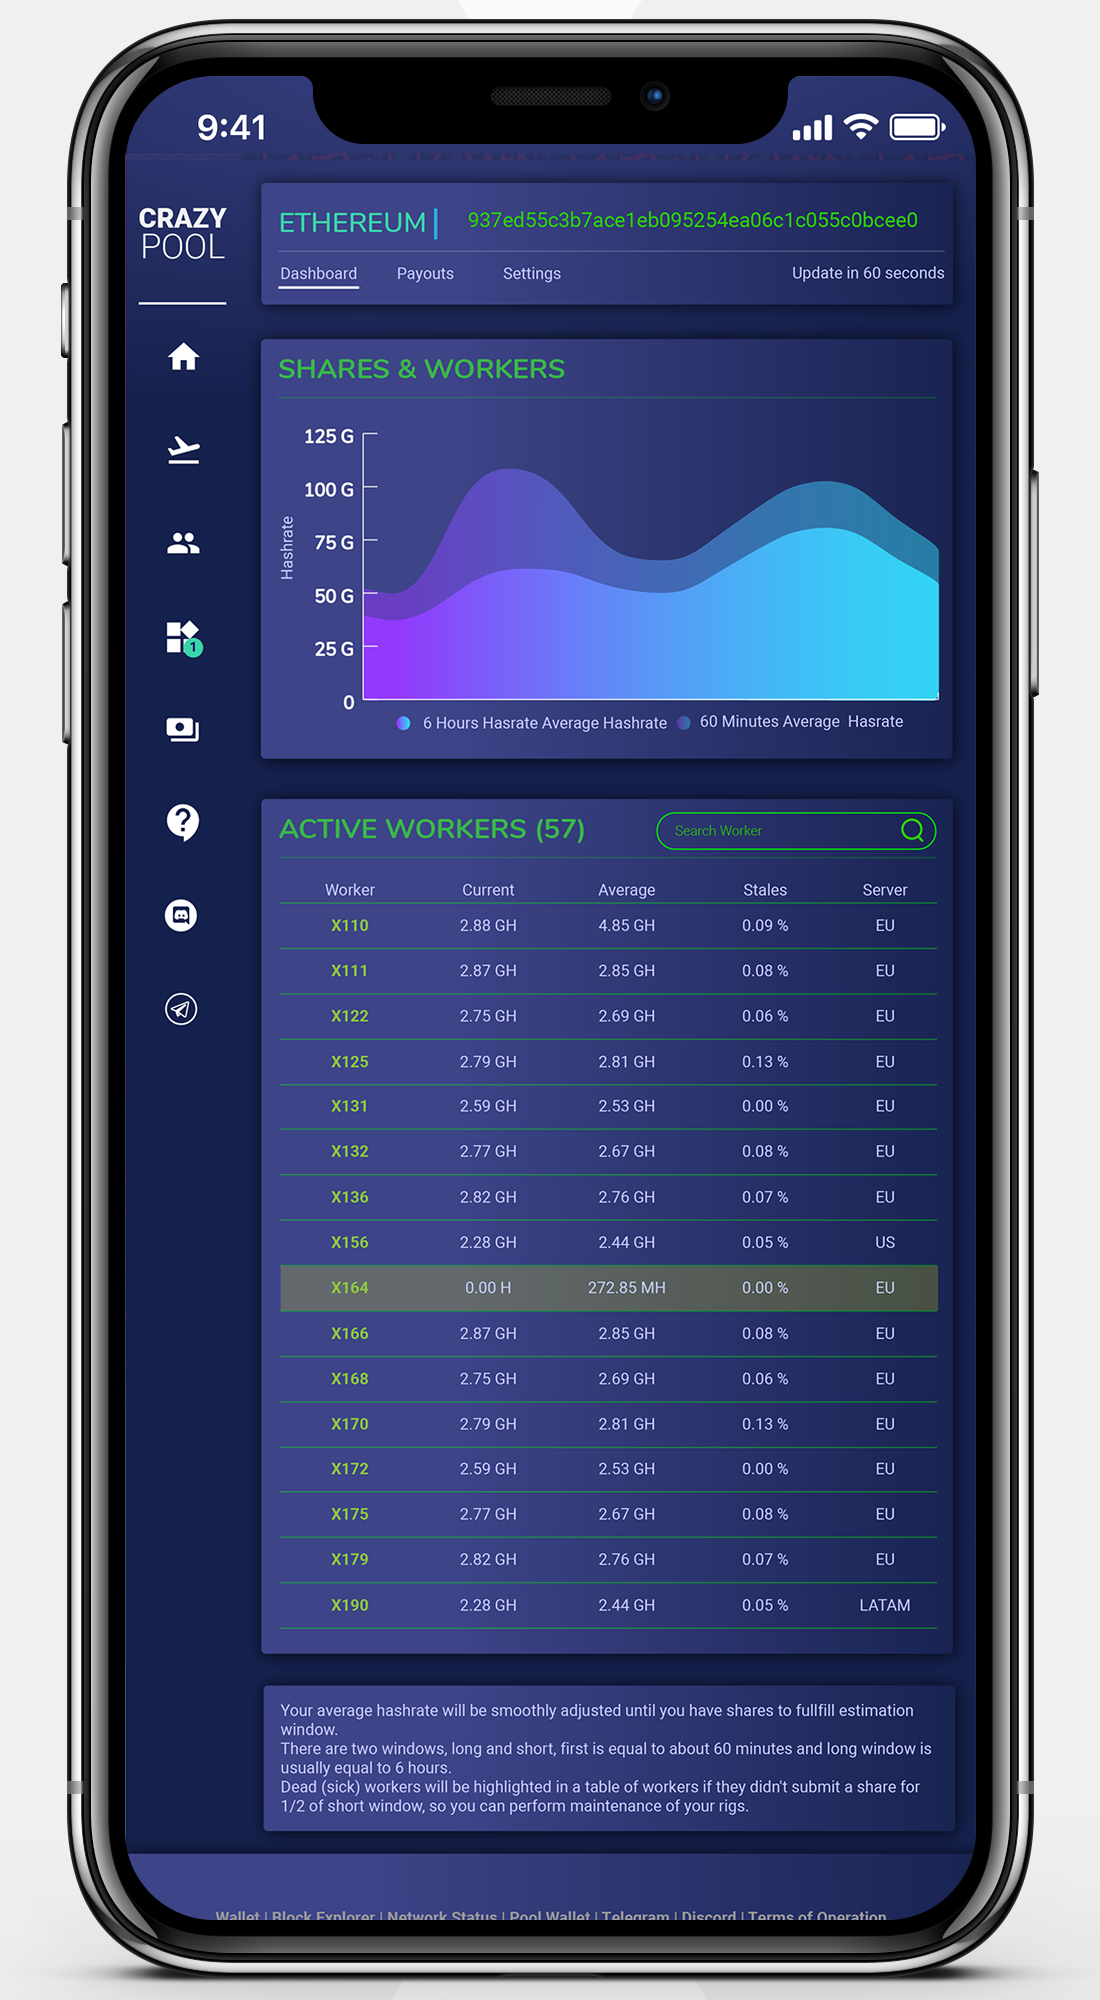 9:41
CRAZY
POOL
ETHEREUM
937ed55c3b7ace1eb095254ea06c1c055c0bcee0
Dashboard Payouts Settings Update in 60 seconds
SHARES & WORKERS
125 G
100 G
75 G
50 G
25 G
0
Hashrate
6 Hours Hasrate Average Hashrate 60 Minutes Average Hasrate
1
ACTIVE WORKERS (57) Search Worker
Worker Current Average Stales Server
X110 2.88 GH 4.85 GH 0.09 % EU
X111 2.87 GH 2.85 GH 0.08 % EU
X122 2.75 GH 2.69 GH 0.06 % EU
X125 2.79 GH 2.81 GH 0.13 % EU
X131 2.59 GH 2.53 GH 0.00 % EU
X132 2.77 GH 2.67 GH 0.08 % EU
X136 2.82 GH 2.76 GH 0.07 % EU
X156 2.28 GH 2.44 GH 0.05 % US
X164 0.00 H 272.85 MH 0.00 % EU
X166 2.87 GH 2.85 GH 0.08 % EU
X168 2.75 GH 2.69 GH 0.06 % EU
X170 2.79 GH 2.81 GH 0.13 % EU
X172 2.59 GH 2.53 GH 0.00 % EU
X175 2.77 GH 2.67 GH 0.08 % EU
X179 2.82 GH 2.76 GH 0.07 % EU
X190 2.28 GH 2.44 GH 0.05 % LATAM
Your average hashrate will be smoothly adjusted until you have shares to fullfill estimation
window.
There are two windows, long and short, first is equal to about 60 minutes and long window is
usually equal to 6 hours.
Dead (sick) workers will be highlighted in a table of workers if they didn't submit a share for
1/2 of short window, so you can perform maintenance of your rigs.
Wallet | Block Explorer | Network Status | Pool Wallet | Telegram | Discord | Terms of Operation